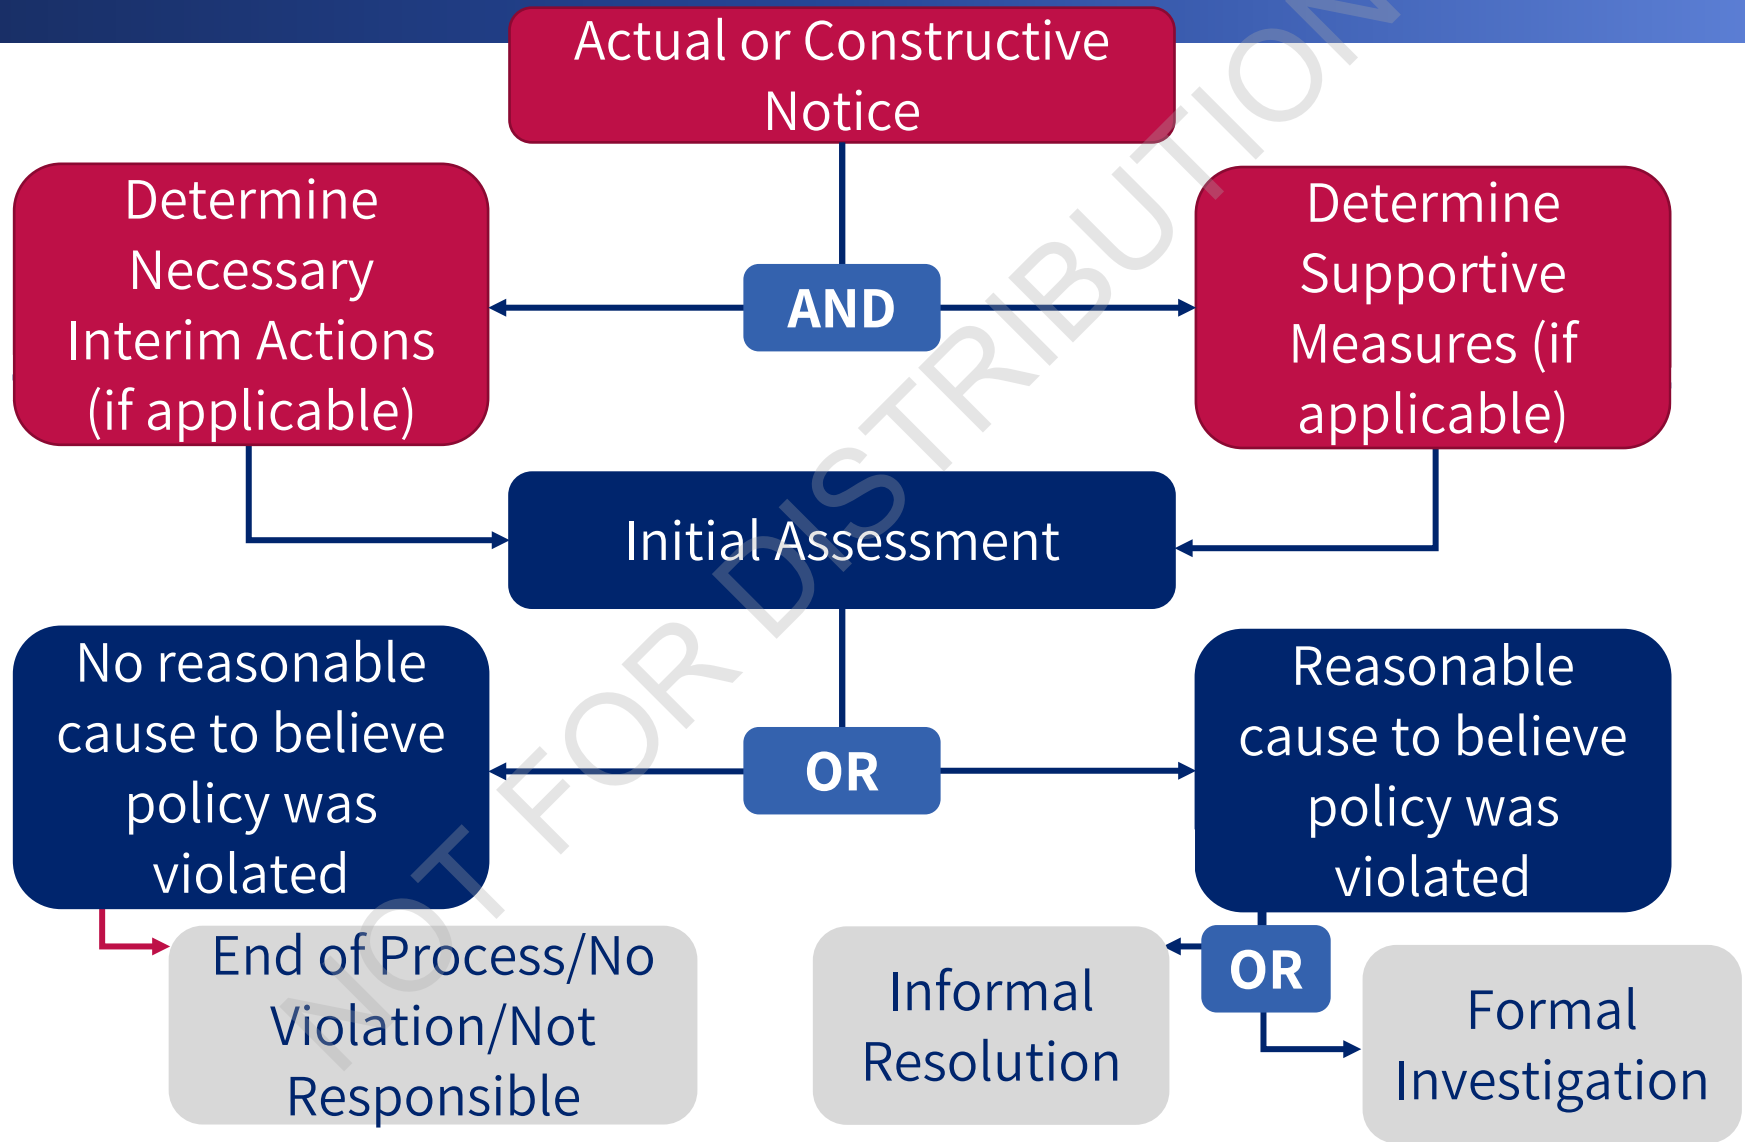 Actual or Constructive
Notice
Determine
Necessary
Interim Actions
(if applicable)
AND
Determine
Supportive
Measures (if
applicable)
Initial Assessment
No reasonable
cause to believe
policy was
violated
OR
Reasonable
cause to believe
policy was
violated
End of Process/No
Violation/Not
Responsible
Informal
Resolution
OR
Formal
Investigation
NOT FOR DISTRIBUTION